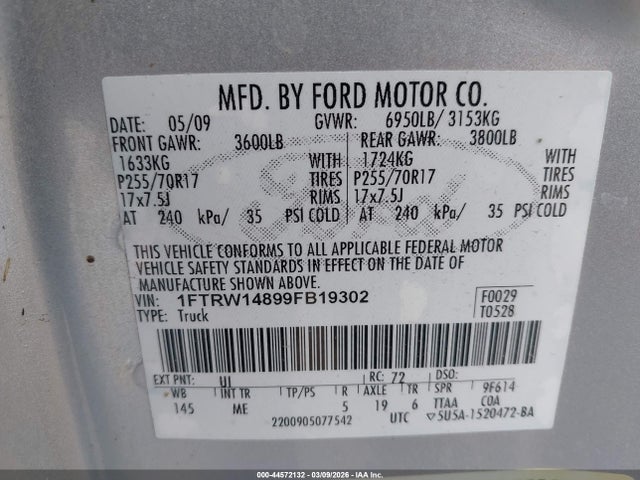 MFD. BY FORD MOTOR CO.
DATE: 05/09 GVWR: 6950LB/ 3153KG
FRONT GAWR: 3600LB REAR GAWR: 3800LB
1633KG WITH 1724KG WITH
P255/70R17 TIRES P255/70R17 TIRES
17x7.5J RIMS 17x7.5J RIMS
AT 240 kPa/ 35 PSI COLD AT 240 kPa/ 35 PSI COLD
THIS VEHICLE CONFORMS TO ALL APPLICABLE FEDERAL MOTOR
VEHICLE SAFETY STANDARDS IN EFFECT ON THE DATE OF
MANUFACTURE SHOWN ABOVE.
VIN: 1FTRW14899FB19302 F0029
TYPE: Truck T0528
EXT PNT: UI RC: 72 DSO:
WB INT TR TP/PS R AXLE TR SPR 9F614
145 ME 5 19 6 TTAA COA
2200905077542 UTC ▽5U5A-1520472-BA
Ford
000-44572132 - 03/09/2026 - IAAI.COM